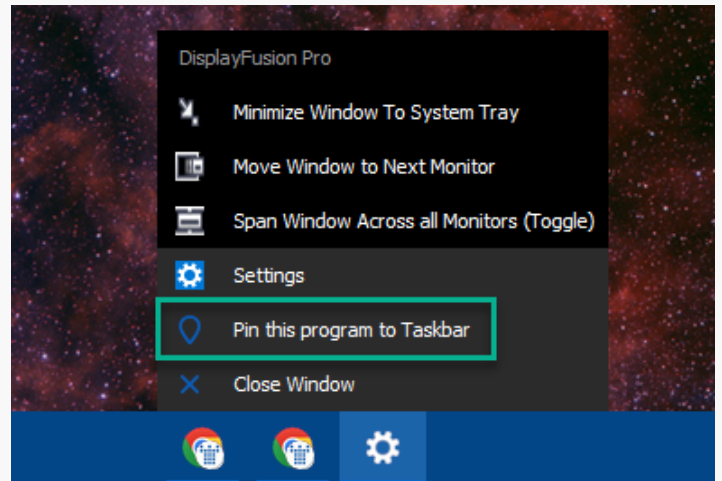 DisplayFusion Pro
Minimize Window To System Tray
Move Window to Next Monitor
Span Window Across all Monitors (Toggle)
Settings
Pin this program to Taskbar
Close Window